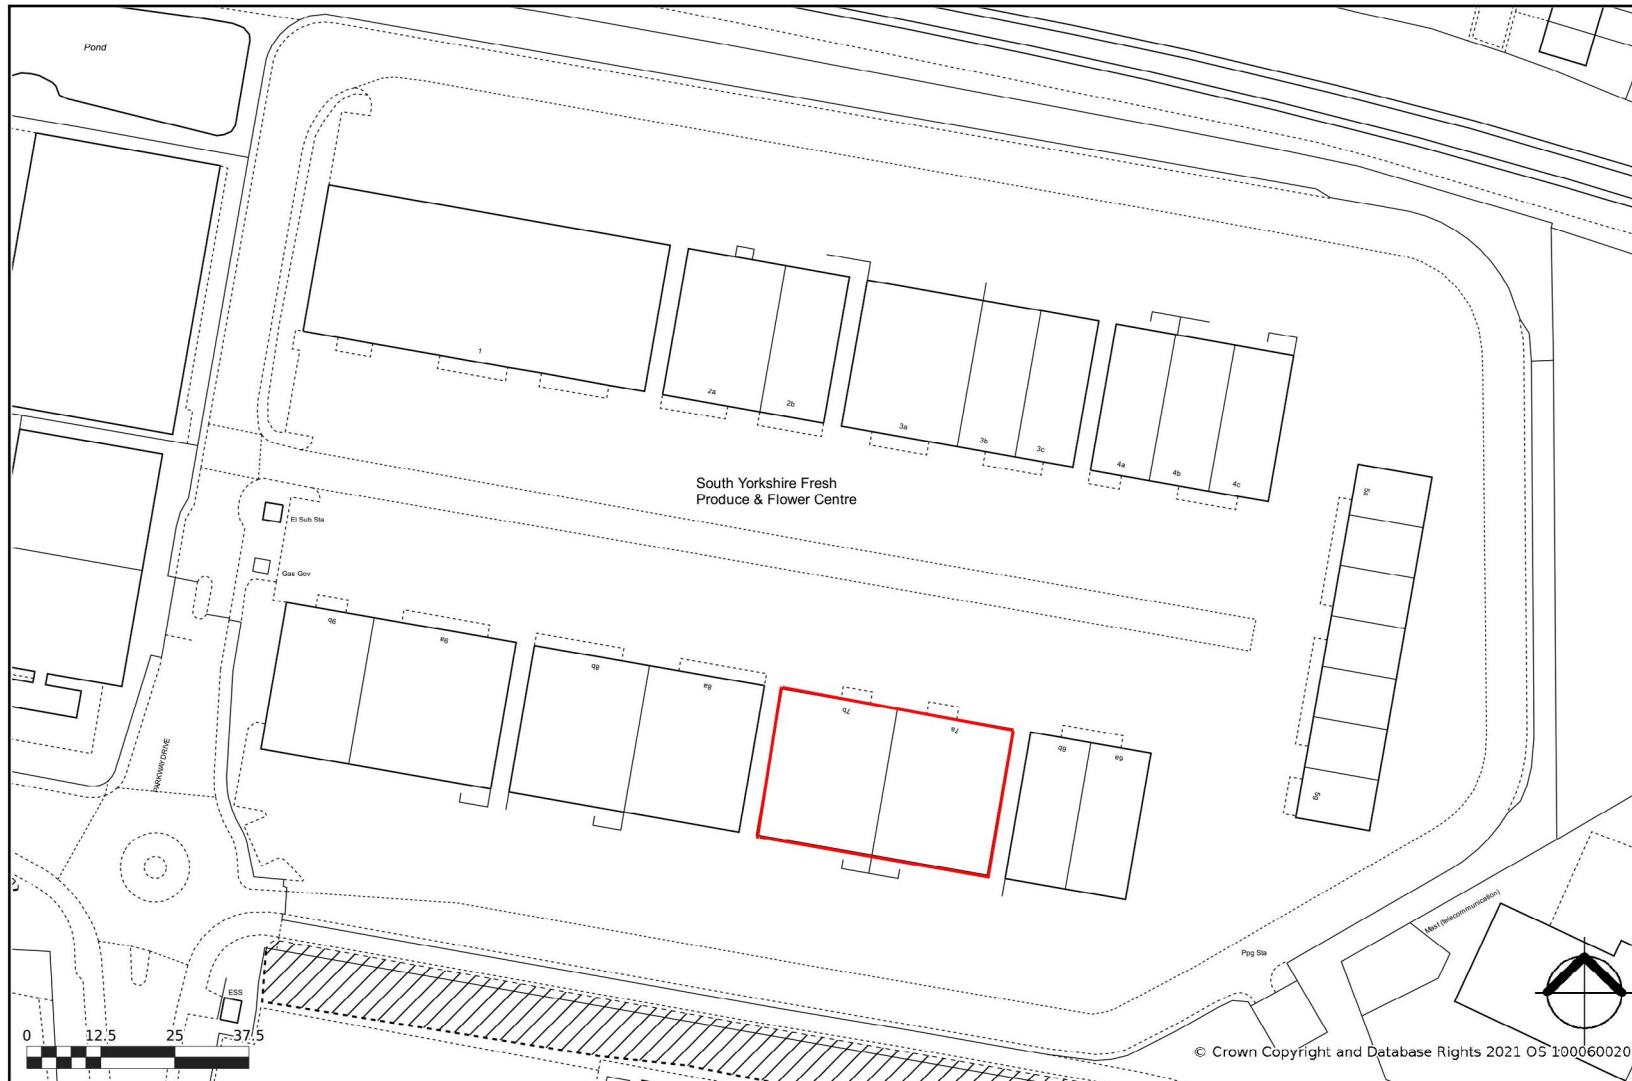 Pond
1
2a
2b
3a
3b
3c
4a
4b
4c
5a
South Yorkshire Fresh
Produce & Flower Centre
El Sub Sta
Gas Gov
9b
9a
8b
8a
7b
7a
6b
6a
5g
PARKWAY DRIVE
Mast (telecommunication)
Ppg Sta
ESS
0 12.5 25 37.5
© Crown Copyright and Database Rights 2021 OS 100060020